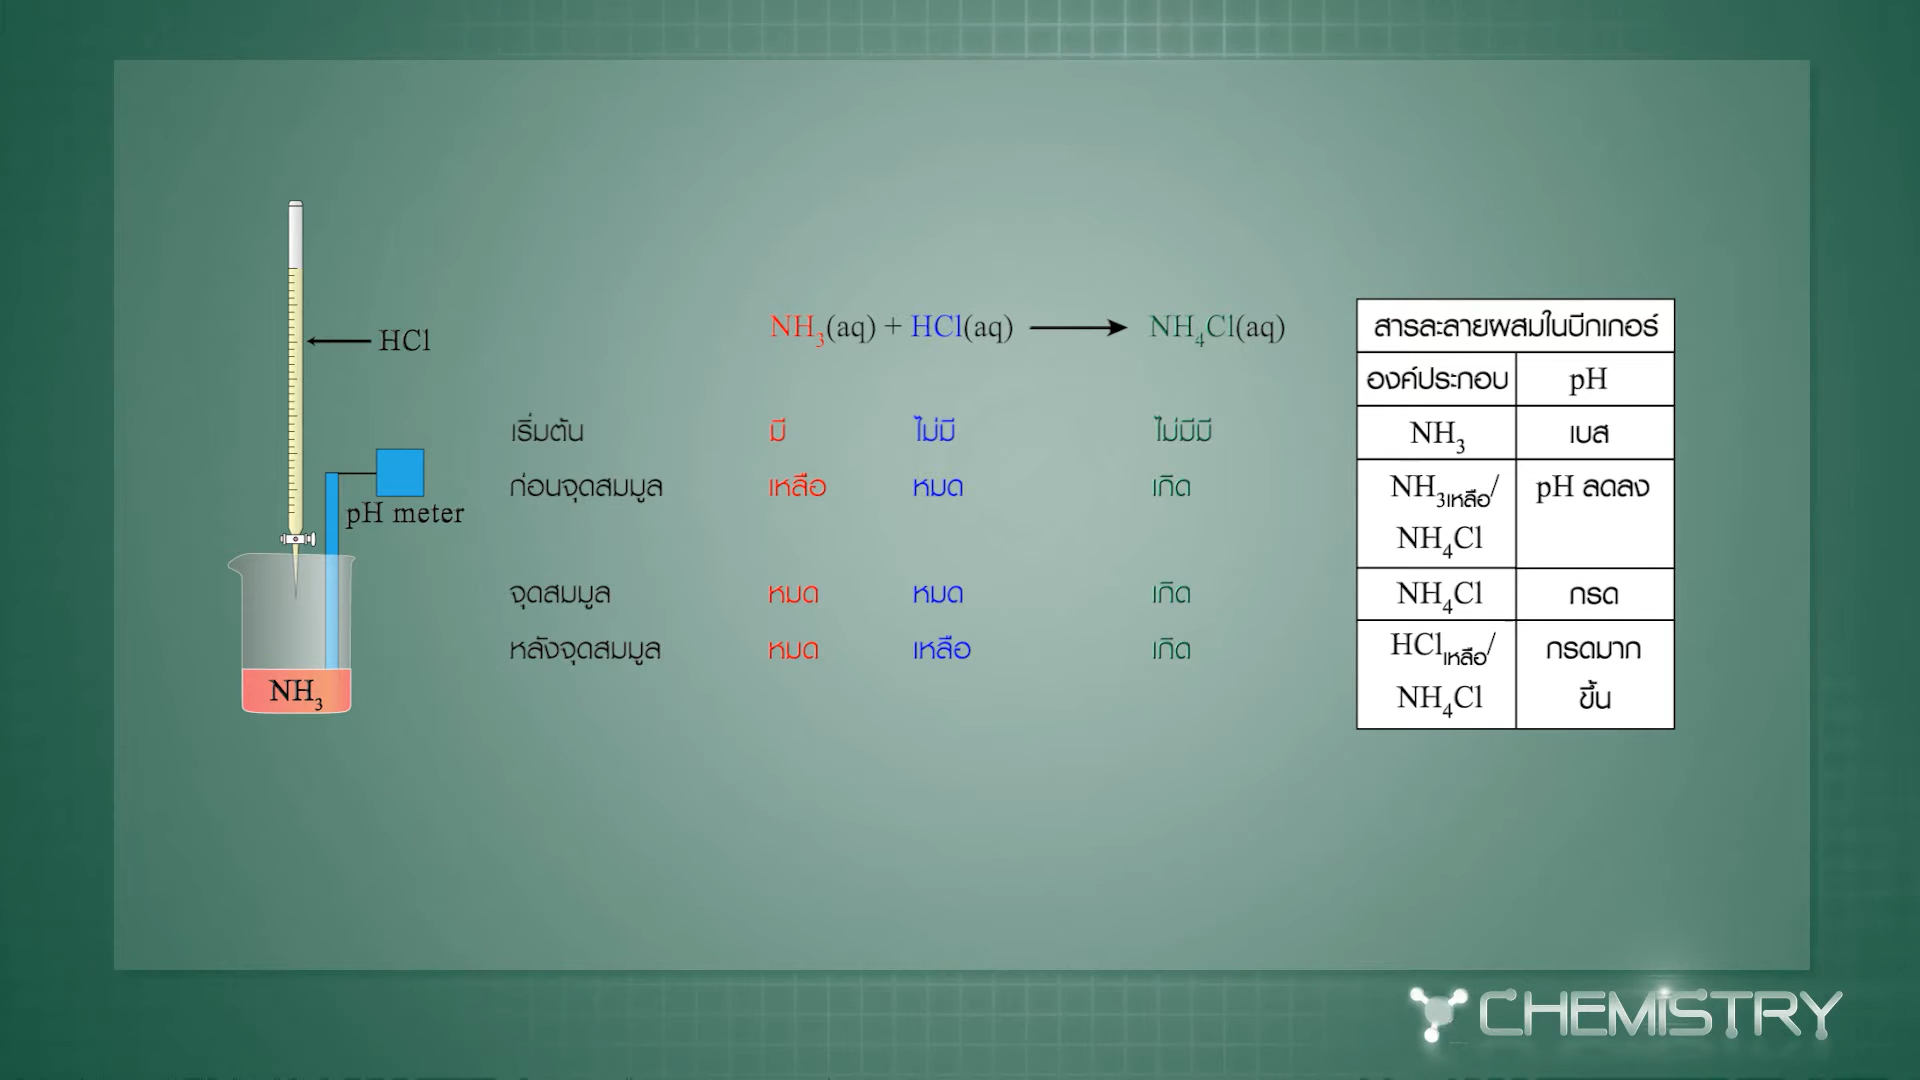 NH₃(aq) + HCl(aq) ⟶ NH₄Cl(aq)
เริ่มต้น มี ไม่มี ไม่มีมี
ก่อนจุดสมมูล เหลือ หมด เกิด
จุดสมมูล หมด หมด เกิด
หลังจุดสมมูล หมด เหลือ เกิด
HCl
pH meter
NH₃
สารละลายผสมในบีกเกอร์
องค์ประกอบ pH
NH₃ เบส
NH₃เหลือ/ pH ลดลง
NH₄Cl
NH₄Cl กรด
HClเหลือ/ กรดมาก
NH₄Cl ขึ้น
CHEMISTRY